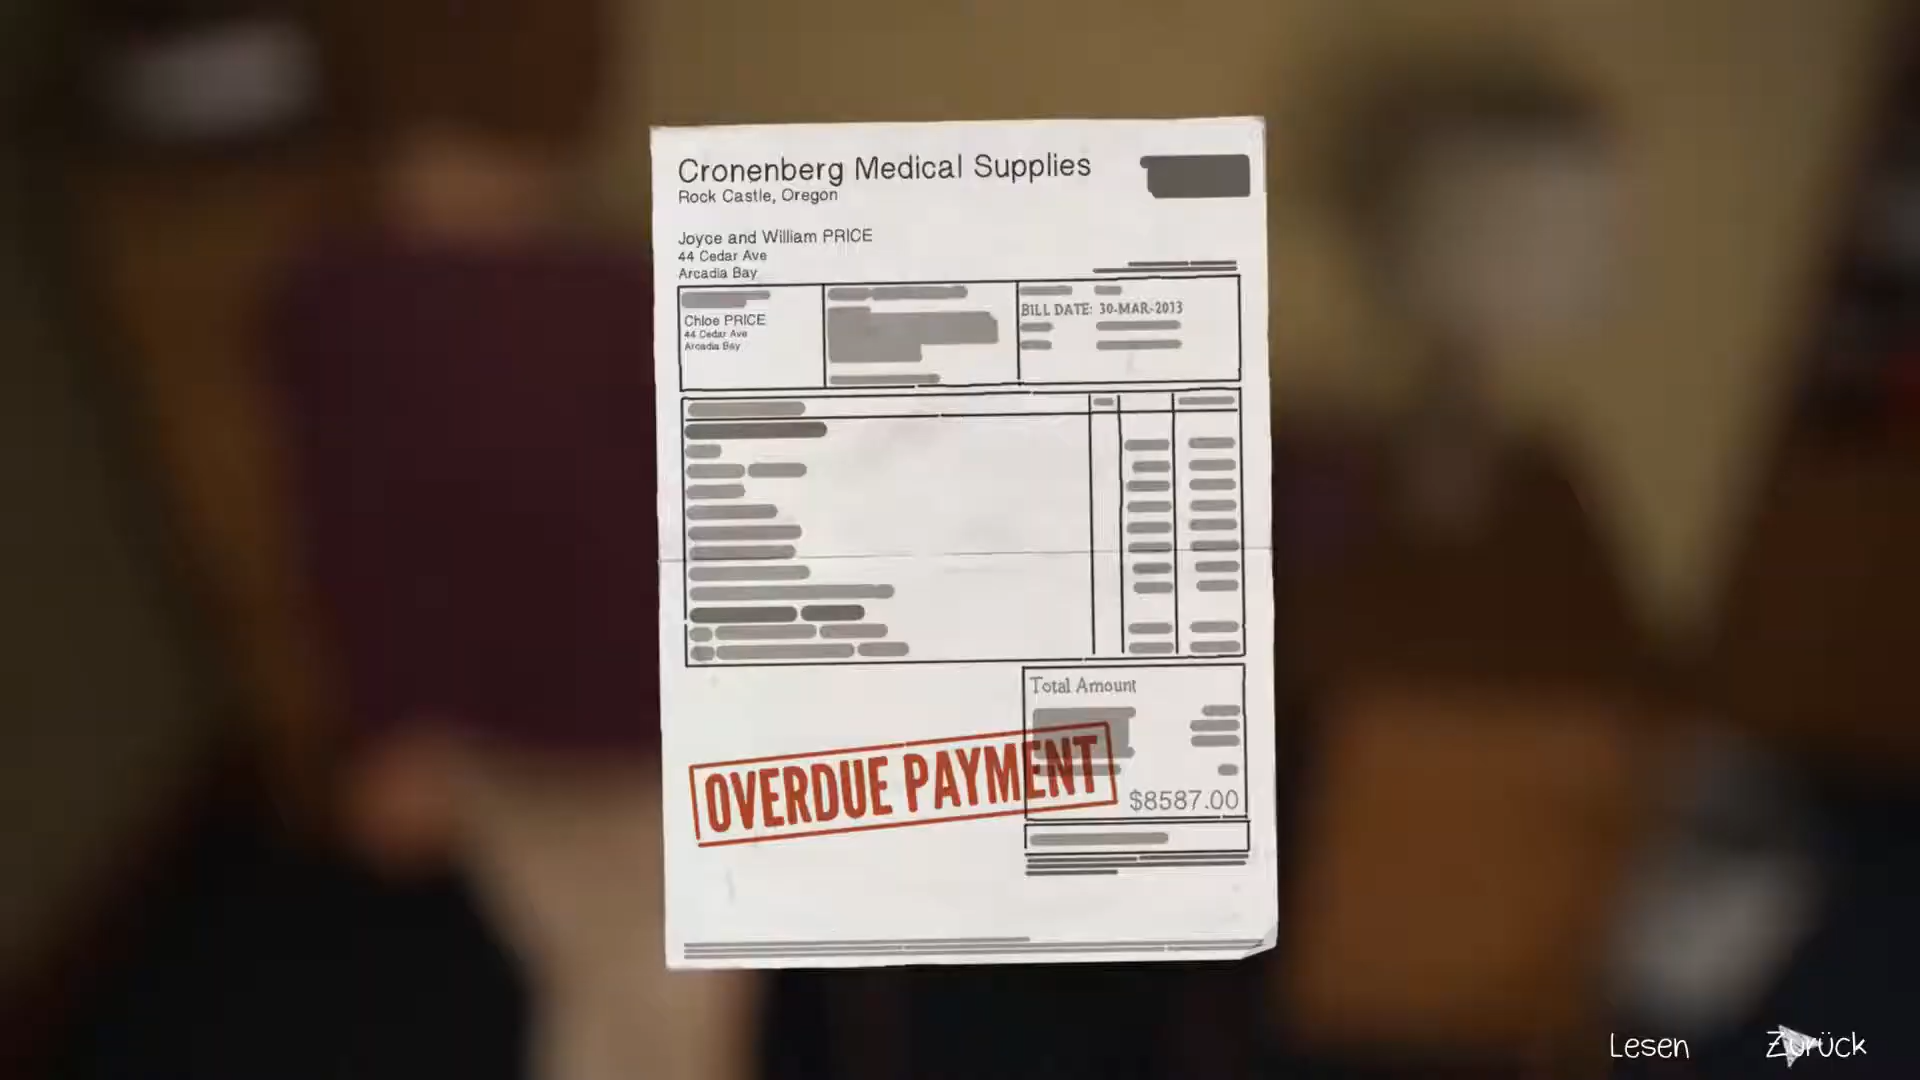 Cronenberg Medical Supplies
Rock Castle, Oregon
Joyce and William PRICE
44 Cedar Ave
Arcadia Bay
Chloe PRICE
44 Cedar Ave
Arcadia Bay
BILL DATE: 30-MAR-2013
Total Amount
OVERDUE PAYMENT
$8587.00
Lesen
Zurück